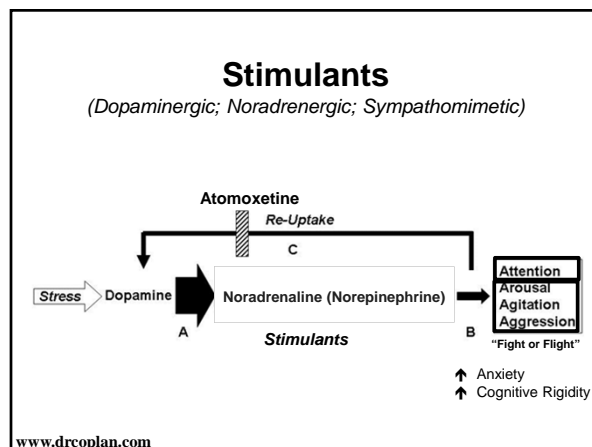 Stimulants
(Dopaminergic; Noradrenergic; Sympathomimetic)
Atomoxetine
Re-Uptake
C
Stress
Dopamine
A
Noradrenaline (Norepinephrine)
Stimulants
B
Attention
Arousal
Agitation
Aggression
"Fight or Flight"
Anxiety
Cognitive Rigidity
www.drcoplan.com